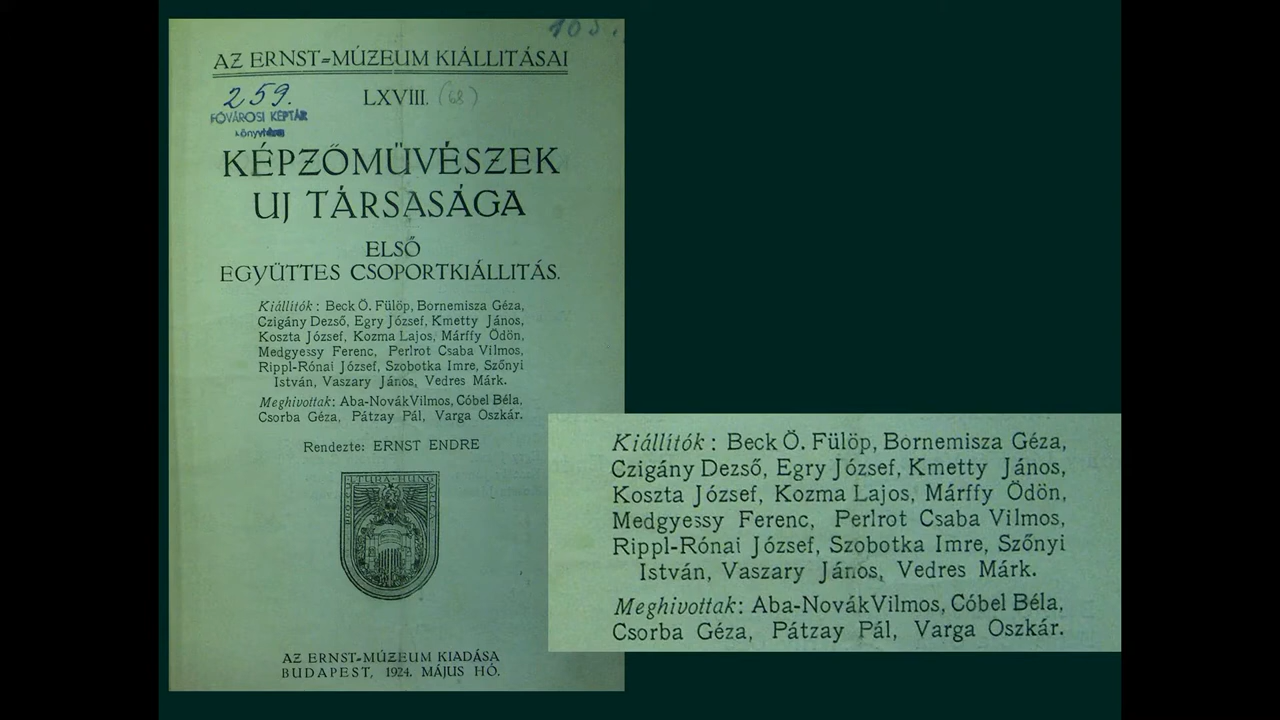 103.
AZ ERNST=MÚZEUM KIÁLLITÁSAI
259.
LXVIII. (68)
FŐVÁROSI KÉPTÁR
könyvtára
KÉPZŐMŰVÉSZEK
UJ TÁRSASÁGA
ELSŐ
EGYÜTTES CSOPORTKIÁLLITÁS.
Kiállitók: Beck Ö. Fülöp, Bornemisza Géza,
Czigány Dezső, Egry József, Kmetty János,
Koszta József, Kozma Lajos, Márffy Ödön,
Medgyessy Ferenc, Perlrot Csaba Vilmos,
Rippl-Rónai József, Szobotka Imre, Szőnyi
István, Vaszary János, Vedres Márk.
Meghivottak: Aba-Novák Vilmos, Cóbel Béla,
Csorba Géza, Pátzay Pál, Varga Oszkár.
Rendezte: ERNST ENDRE
AZ ERNST-MÚZEUM KIADÁSA
BUDAPEST, 1924. MÁJUS HÓ.
Kiállitók: Beck Ö. Fülöp, Bornemisza Géza,
Czigány Dezső, Egry József, Kmetty János,
Koszta József, Kozma Lajos, Márffy Ödön,
Medgyessy Ferenc, Perlrot Csaba Vilmos,
Rippl-Rónai József, Szobotka Imre, Szőnyi
István, Vaszary János, Vedres Márk.
Meghivottak: Aba-Novák Vilmos, Cóbel Béla,
Csorba Géza, Pátzay Pál, Varga Oszkár.